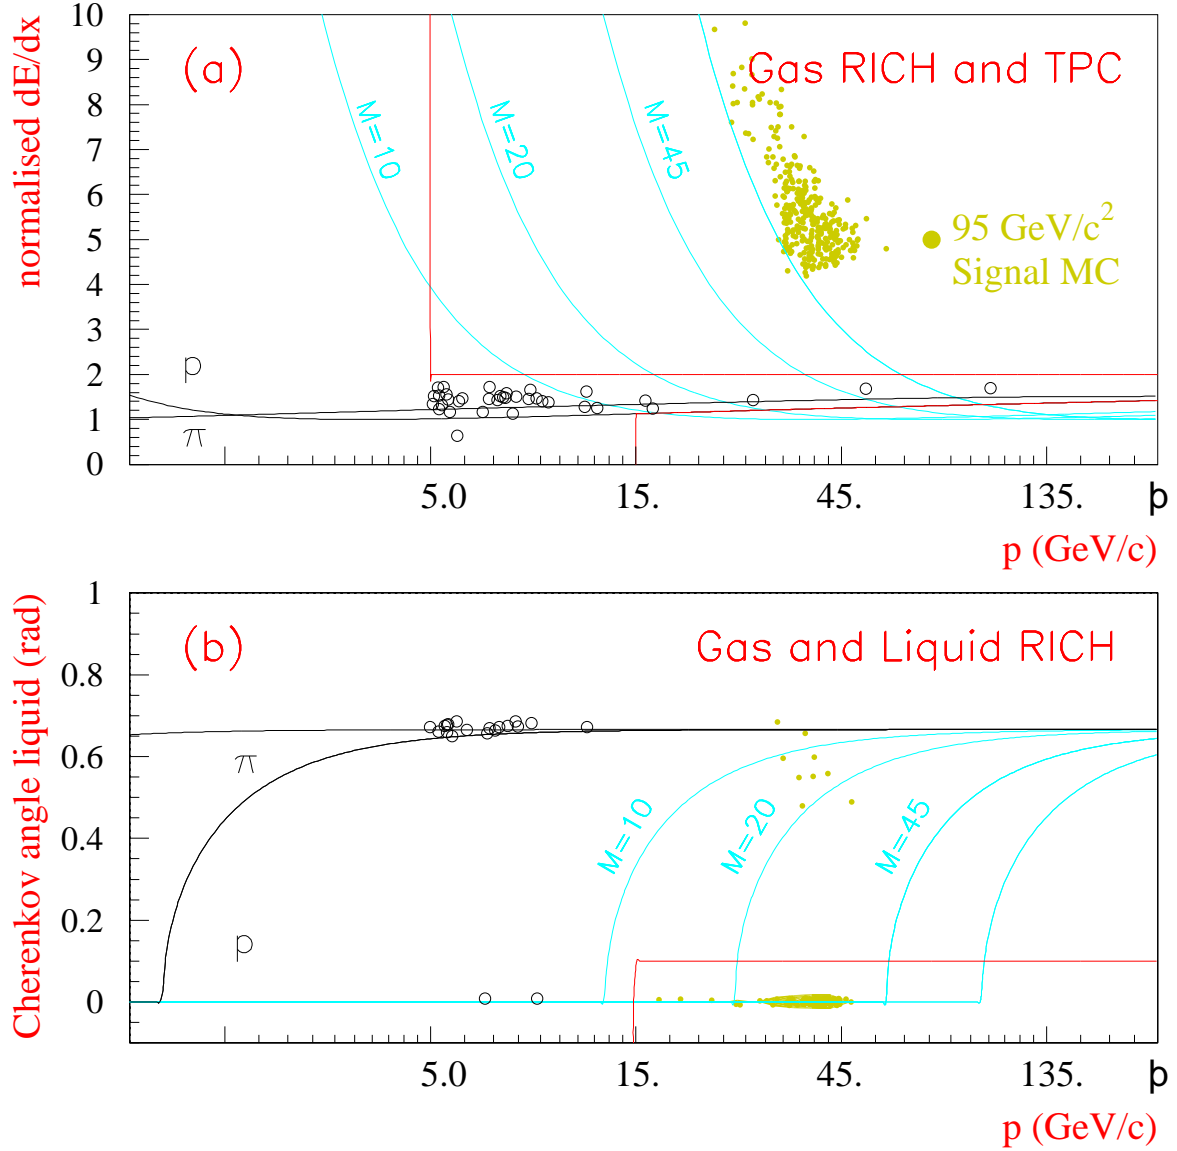 normalised dE/dx
10
9
8
7
6
5
4
3
2
1
0
(a)
Gas RICH and TPC
M=10
M=20
M=45
95 GeV/c²
Signal MC
p
π
5.0
15.
45.
135.
p
p (GeV/c)
Cherenkov angle liquid (rad)
1
0.8
0.6
0.4
0.2
0
(b)
Gas and Liquid RICH
π
M=10
M=20
M=45
p
5.0
15.
45.
135.
p
p (GeV/c)